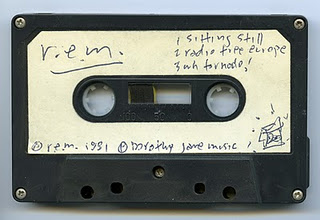 r.e.m.
1 sitting still
2 radio free europe
3 wh tornado!
© r.e.m. 1981 Ⓟ Dorothy Jane music!